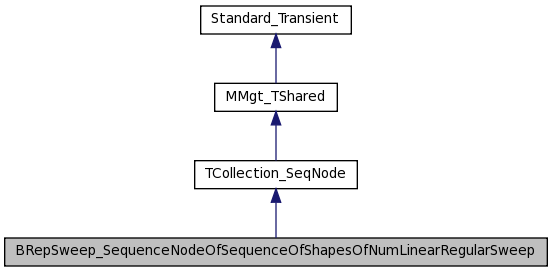 Standard_Transient
MMgt_TShared
TCollection_SeqNode
BRepSweep_SequenceNodeOfSequenceOfShapesOfNumLinearRegularSweep